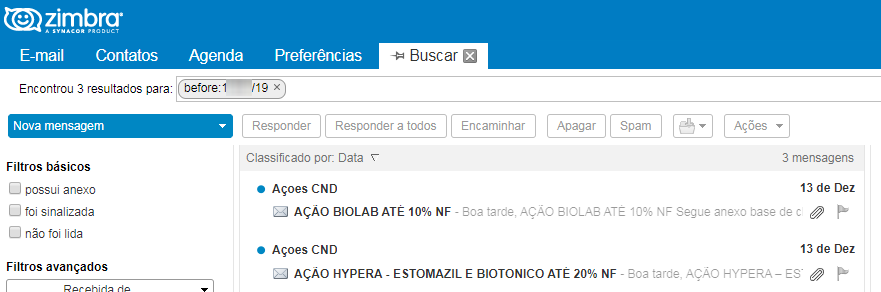 zimbra
A SYNACOR PRODUCT
E-mail Contatos Agenda Preferências Buscar
Encontrou 3 resultados para: before:1 /19
Nova mensagem Responder Responder a todos Encaminhar Apagar Spam Ações
Filtros básicos
possui anexo
foi sinalizada
não foi lida
Filtros avançados
Recebida de
Classificado por: Data 3 mensagens
Açoes CND 13 de Dez
AÇÃO BIOLAB ATÉ 10% NF - Boa tarde, AÇÃO BIOLAB ATÉ 10% NF Segue anexo base de
Açoes CND 13 de Dez
AÇÃO HYPERA - ESTOMAZIL E BIOTONICO ATÉ 20% NF - Boa tarde, AÇÃO HYPERA – EST